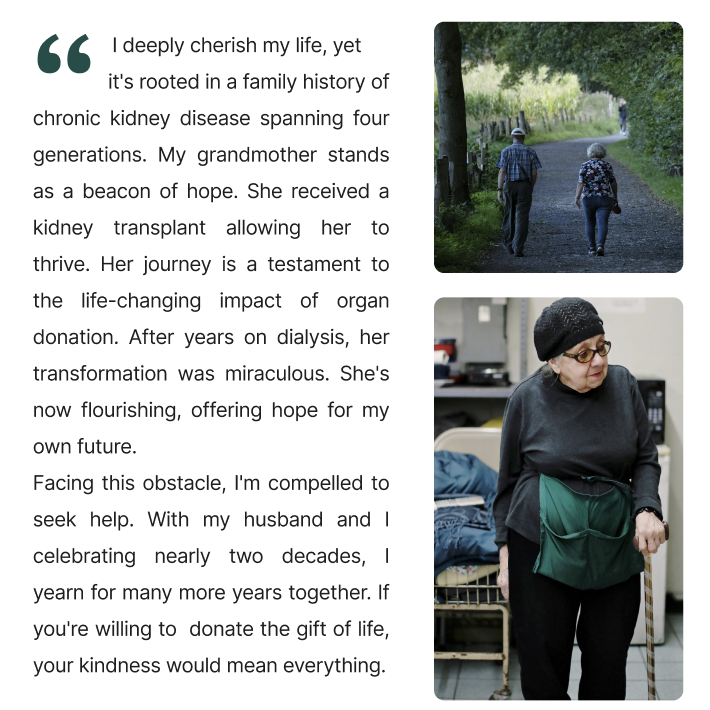 “ I deeply cherish my life, yet
it's rooted in a family history of
chronic kidney disease spanning four
generations. My grandmother stands
as a beacon of hope. She received a
kidney transplant allowing her to
thrive. Her journey is a testament to
the life-changing impact of organ
donation. After years on dialysis, her
transformation was miraculous. She's
now flourishing, offering hope for my
own future.
Facing this obstacle, I'm compelled to
seek help. With my husband and I
celebrating nearly two decades, I
yearn for many more years together. If
you're willing to donate the gift of life,
your kindness would mean everything.